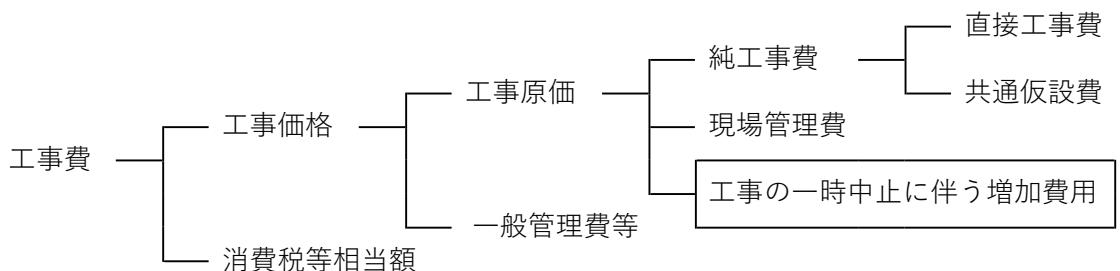 直接工事費
純工事費
工事原価
共通仮設費
工事価格
現場管理費
工事費
工事の一時中止に伴う増加費用
一般管理費等
消費税等相当額